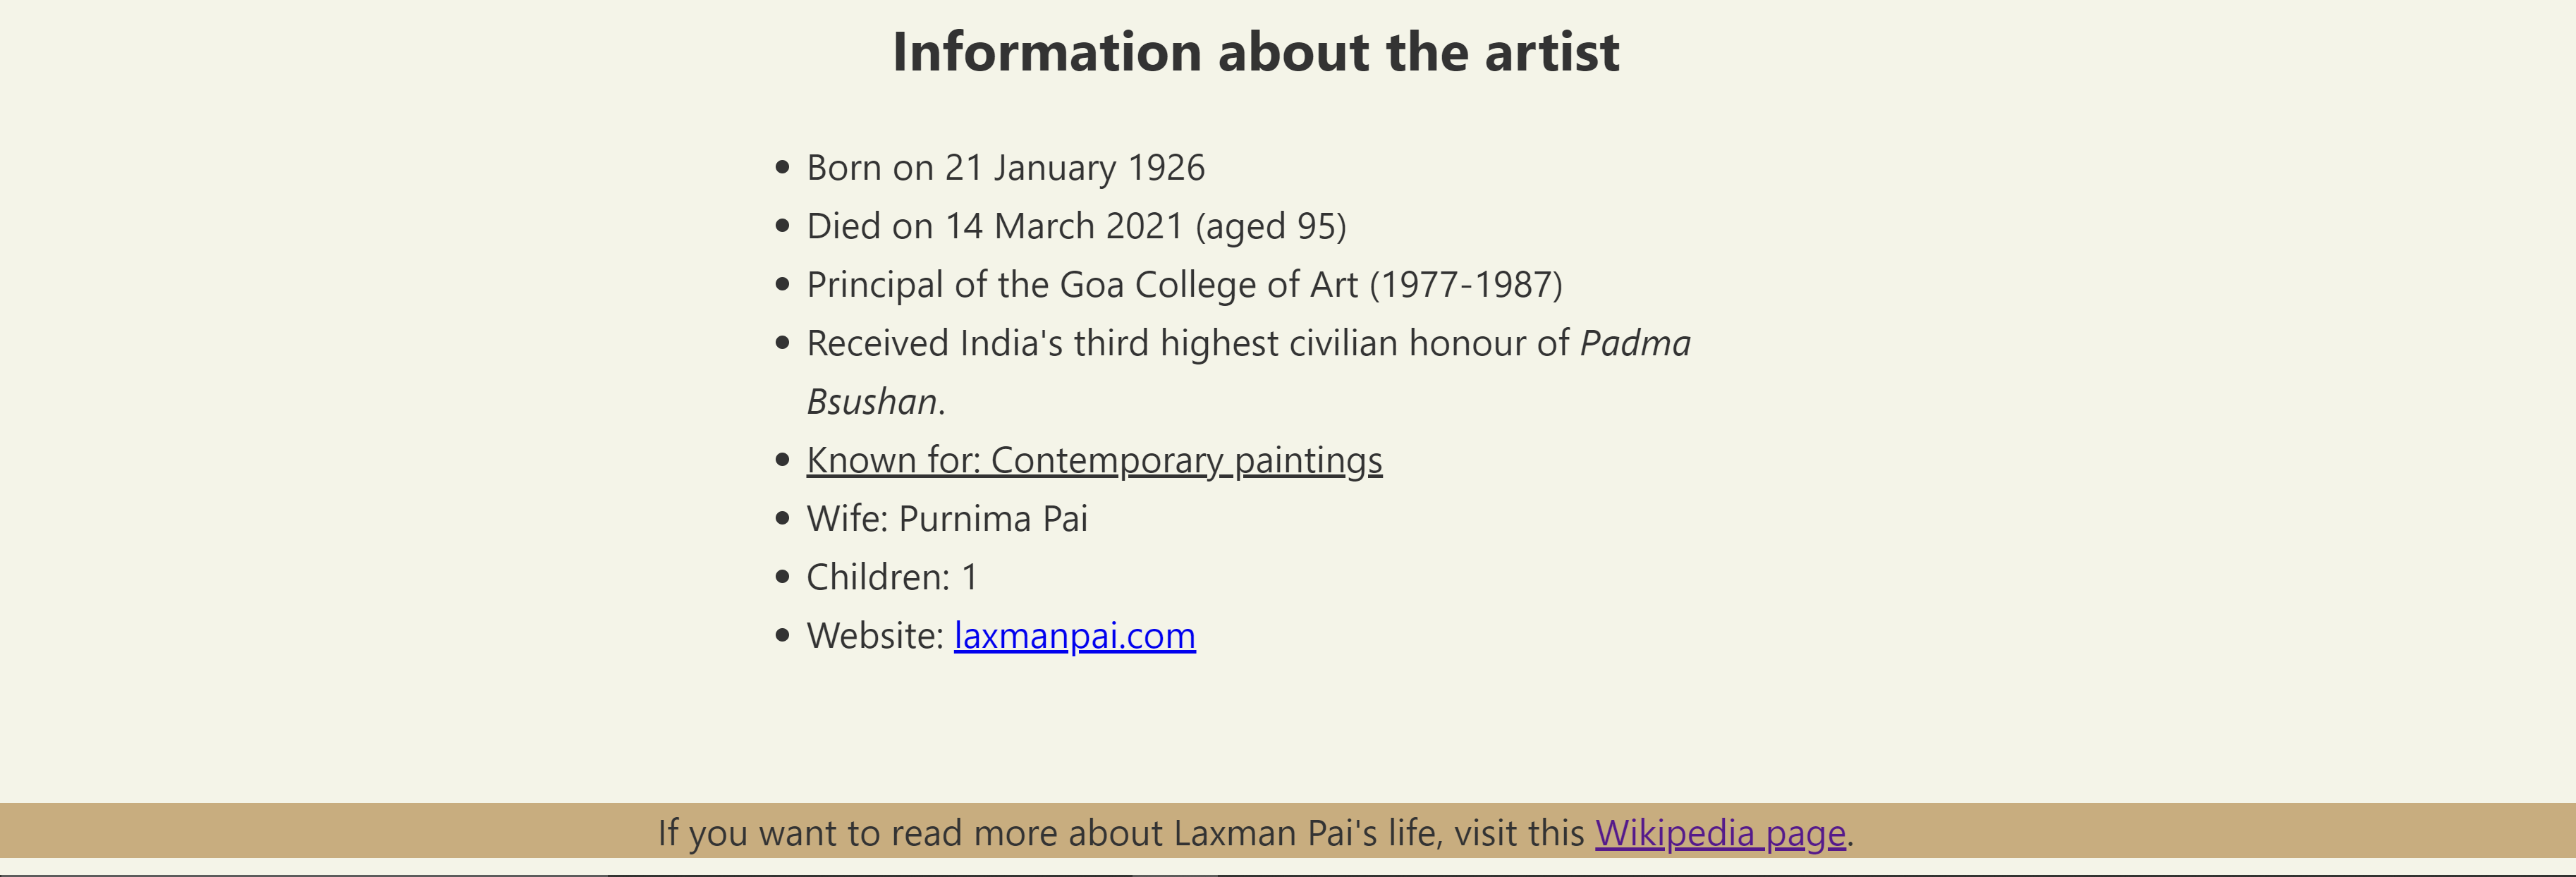 Information about the artist
• Born on 21 January 1926
• Died on 14 March 2021 (aged 95)
• Principal of the Goa College of Art (1977-1987)
• Received India's third highest civilian honour of Padma
Bsushan.
• Known for: Contemporary paintings
• Wife: Purnima Pai
• Children: 1
• Website: laxmanpai.com
If you want to read more about Laxman Pai's life, visit this Wikipedia page.